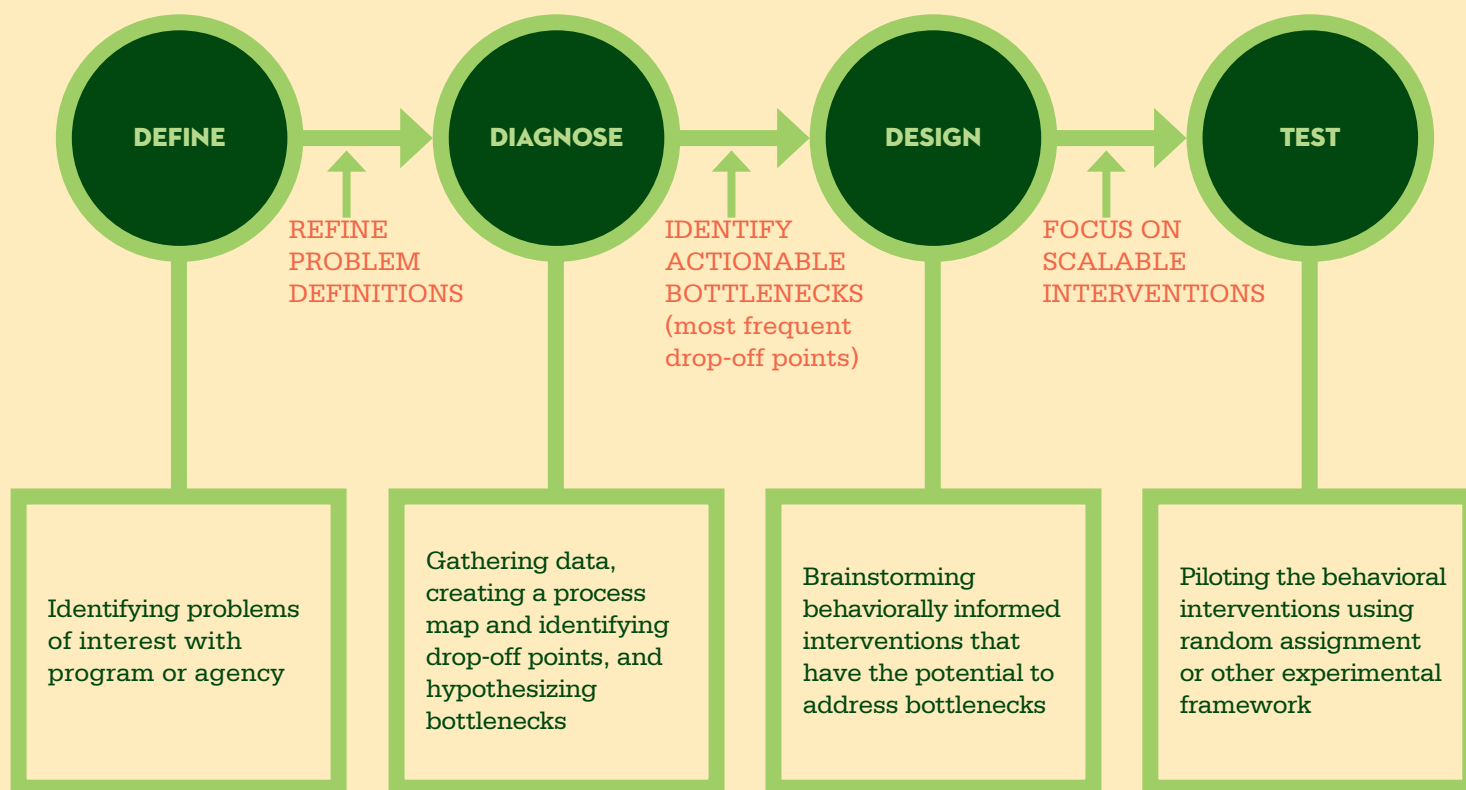 DEFINE
DIAGNOSE
DESIGN
TEST
REFINE
PROBLEM
DEFINITIONS
IDENTIFY
ACTIONABLE
BOTTLENECKS
(most frequent
drop-off points)
FOCUS ON
SCALABLE
INTERVENTIONS
Identifying problems
of interest with
program or agency
Gathering data,
creating a process
map and identifying
drop-off points, and
hypothesizing
bottlenecks
Brainstorming
behaviorally informed
interventions that
have the potential to
address bottlenecks
Piloting the behavioral
interventions using
random assignment
or other experimental
framework